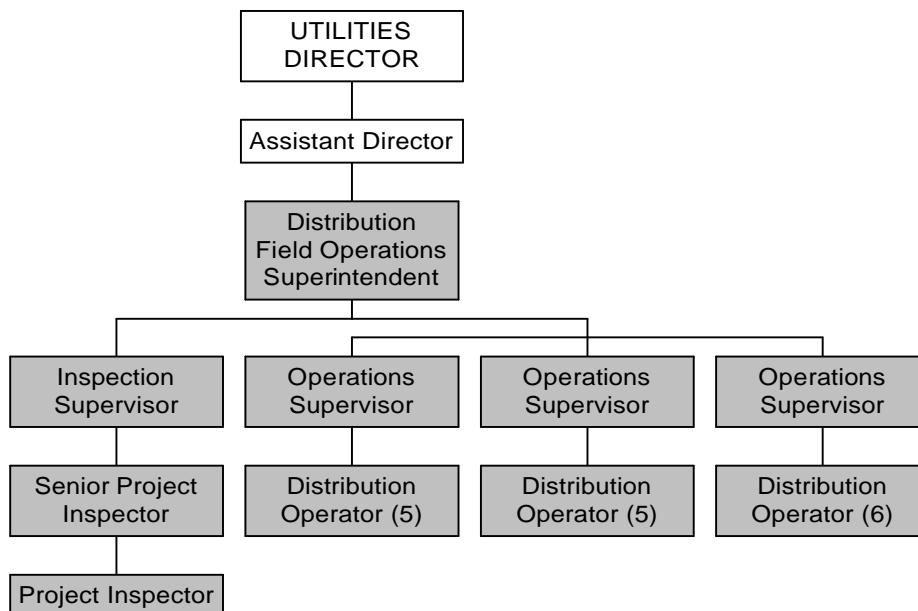 UTILITIES
DIRECTOR
Assistant Director
Distribution
Field Operations
Superintendent
Inspection
Supervisor
Operations
Supervisor
Operations
Supervisor
Operations
Supervisor
Senior Project
Inspector
Distribution
Operator (5)
Distribution
Operator (5)
Distribution
Operator (6)
Project Inspector